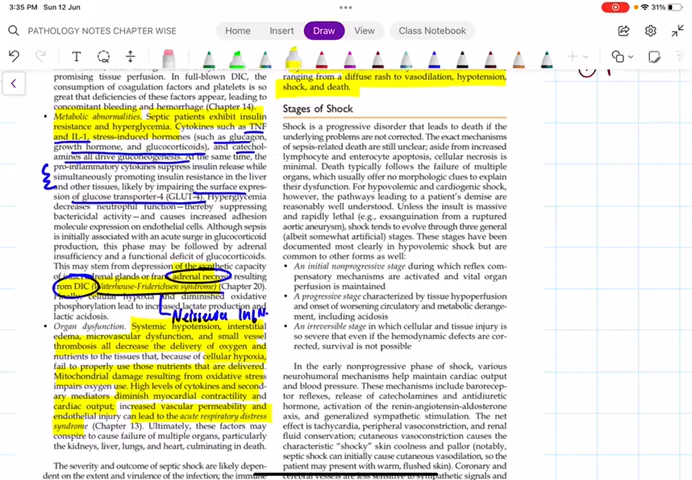 3:35 PM Sun 12 Jun
31%
PATHOLOGY NOTES CHAPTER WISE
Home Insert Draw View Class Notebook
promising tissue perfusion. In full-blown DIC, the
consumption of coagulation factors and platelets is so
great that deficiencies of these factors appear, leading to
concomitant bleeding and hemorrhage (Chapter 14).
• Metabolic abnormalities. Septic patients exhibit insulin
resistance and hyperglycemia. Cytokines such as TNF
and IL-1, stress-induced hormones (such as glucagon,
growth hormone, and glucocorticoids), and catechol-
amines all drive gluconeogenesis. At the same time, the
pro-inflammatory cytokines suppress insulin release while
simultaneously promoting insulin resistance in the liver
and other tissues, likely by impairing the surface expres-
sion of glucose transporter-4 (GLUT-4). Hyperglycemia
decreases neutrophil function—thereby suppressing
bactericidal activity—and causes increased adhesion
molecule expression on endothelial cells. Although sepsis
is initially associated with an acute surge in glucocorticoid
production, this phase may be followed by adrenal
insufficiency and a functional deficit of glucocorticoids.
This may stem from depression of the synthetic capacity
of adrenal glands or frank adrenal necrosis resulting
from DIC (Waterhouse-Friderichsen syndrome) (Chapter 20).
Finally, cellular hypoxia and diminished oxidative
phosphorylation lead to increased lactate production and
lactic acidosis.
Neisseria Infn.
• Organ dysfunction. Systemic hypotension, interstitial
edema, microvascular dysfunction, and small vessel
thrombosis all decrease the delivery of oxygen and
nutrients to the tissues that, because of cellular hypoxia,
fail to properly use those nutrients that are delivered.
Mitochondrial damage resulting from oxidative stress
impairs oxygen use. High levels of cytokines and second-
ary mediators diminish myocardial contractility and
cardiac output; increased vascular permeability and
endothelial injury can lead to the acute respiratory distress
syndrome (Chapter 13). Ultimately, these factors may
conspire to cause failure of multiple organs, particularly
the kidneys, liver, lungs, and heart, culminating in death.
The severity and outcome of septic shock are likely depen-
dent on the extent and virulence of the infection; the immune
ranging from a diffuse rash to vasodilation, hypotension,
shock, and death.
Stages of Shock
Shock is a progressive disorder that leads to death if the
underlying problems are not corrected. The exact mechanisms
of sepsis-related death are still unclear; aside from increased
lymphocyte and enterocyte apoptosis, cellular necrosis is
minimal. Death typically follows the failure of multiple
organs, which usually offer no morphologic clues to explain
their dysfunction. For hypovolemic and cardiogenic shock,
however, the pathways leading to a patient's demise are
reasonably well understood. Unless the insult is massive
and rapidly lethal (e.g., exsanguination from a ruptured
aortic aneurysm), shock tends to evolve through three general
(albeit somewhat artificial) stages. These stages have been
documented most clearly in hypovolemic shock but are
common to other forms as well:
• An initial nonprogressive stage during which reflex com-
pensatory mechanisms are activated and vital organ
perfusion is maintained
• A progressive stage characterized by tissue hypoperfusion
and onset of worsening circulatory and metabolic derange-
ment, including acidosis
• An irreversible stage in which cellular and tissue injury is
so severe that even if the hemodynamic defects are cor-
rected, survival is not possible
In the early nonprogressive phase of shock, various
neurohumoral mechanisms help maintain cardiac output
and blood pressure. These mechanisms include barorecep-
tor reflexes, release of catecholamines and antidiuretic
hormone, activation of the renin-angiotensin-aldosterone
axis, and generalized sympathetic stimulation. The net
effect is tachycardia, peripheral vasoconstriction, and renal
fluid conservation; cutaneous vasoconstriction causes the
characteristic "shocky" skin coolness and pallor (notably,
septic shock can initially cause cutaneous vasodilation, so the
patient may present with warm, flushed skin). Coronary and
cerebral vessels are less sensitive to sympathetic signals and